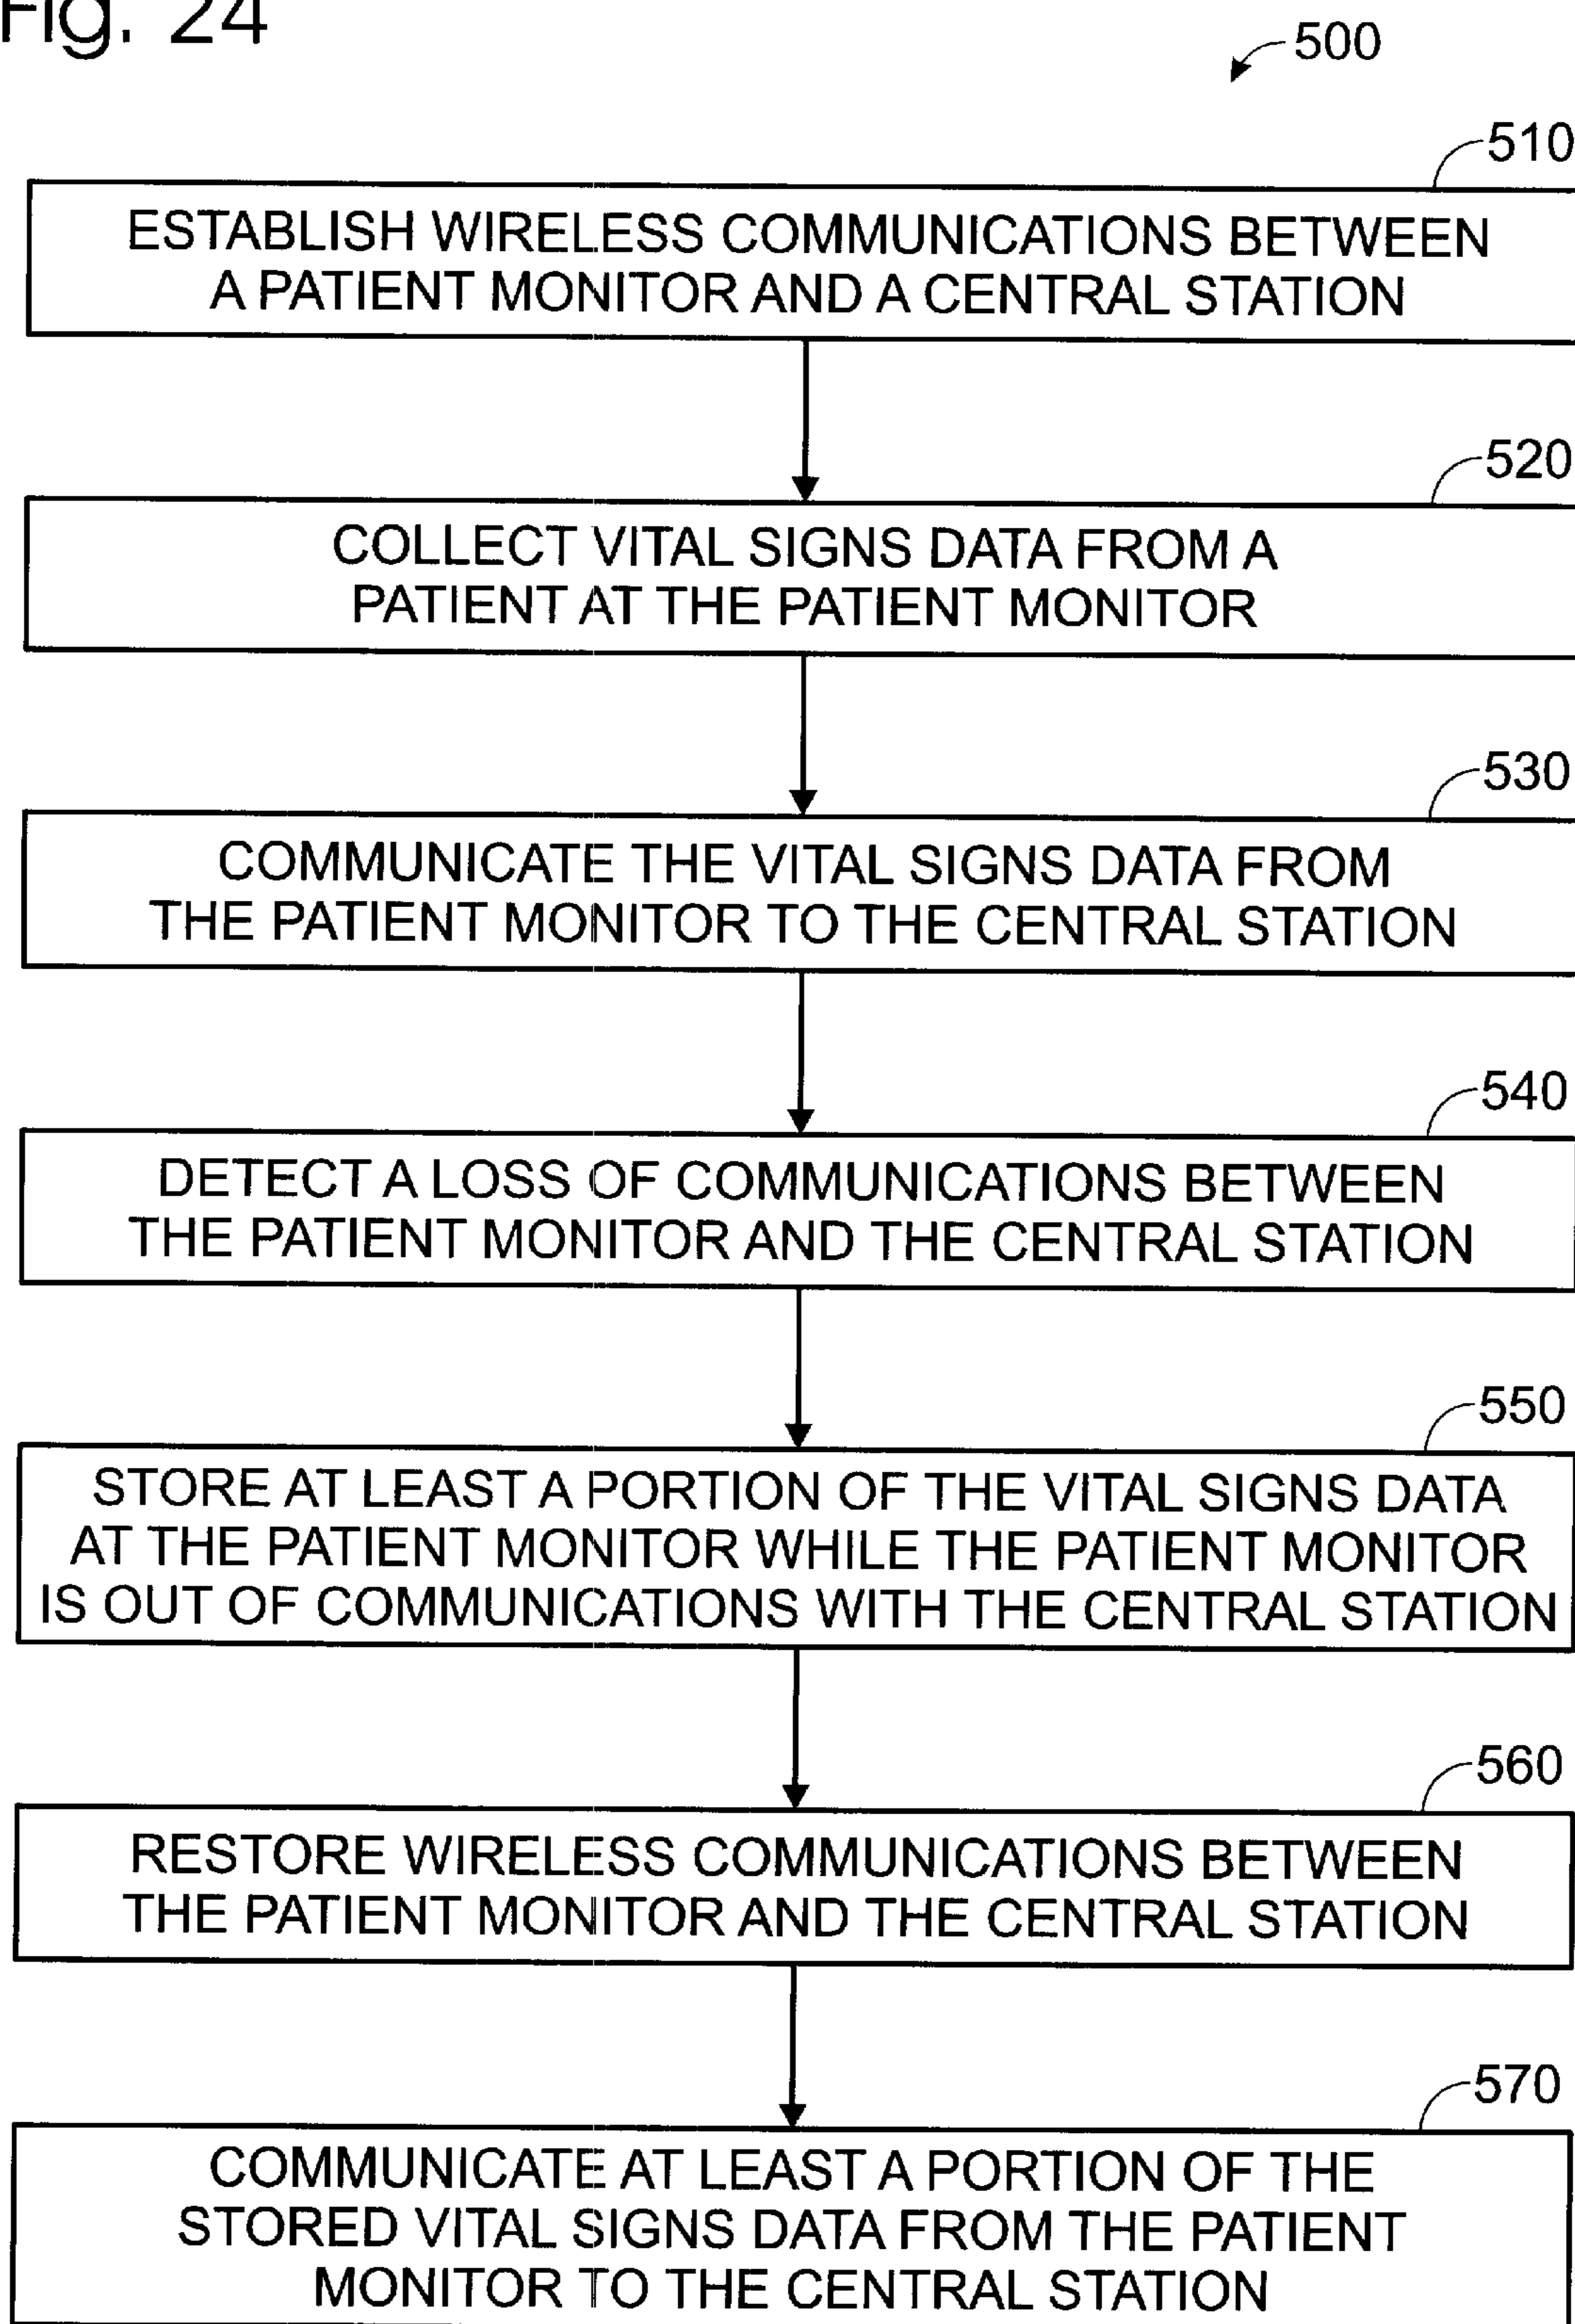 Fig. 24
500
510
ESTABLISH WIRELESS COMMUNICATIONS BETWEEN
A PATIENT MONITOR AND A CENTRAL STATION
520
COLLECT VITAL SIGNS DATA FROM A
PATIENT AT THE PATIENT MONITOR
530
COMMUNICATE THE VITAL SIGNS DATA FROM
THE PATIENT MONITOR TO THE CENTRAL STATION
540
DETECT A LOSS OF COMMUNICATIONS BETWEEN
THE PATIENT MONITOR AND THE CENTRAL STATION
550
STORE AT LEAST A PORTION OF THE VITAL SIGNS DATA
AT THE PATIENT MONITOR WHILE THE PATIENT MONITOR
IS OUT OF COMMUNICATIONS WITH THE CENTRAL STATION
560
RESTORE WIRELESS COMMUNICATIONS BETWEEN
THE PATIENT MONITOR AND THE CENTRAL STATION
570
COMMUNICATE AT LEAST A PORTION OF THE
STORED VITAL SIGNS DATA FROM THE PATIENT
MONITOR TO THE CENTRAL STATION